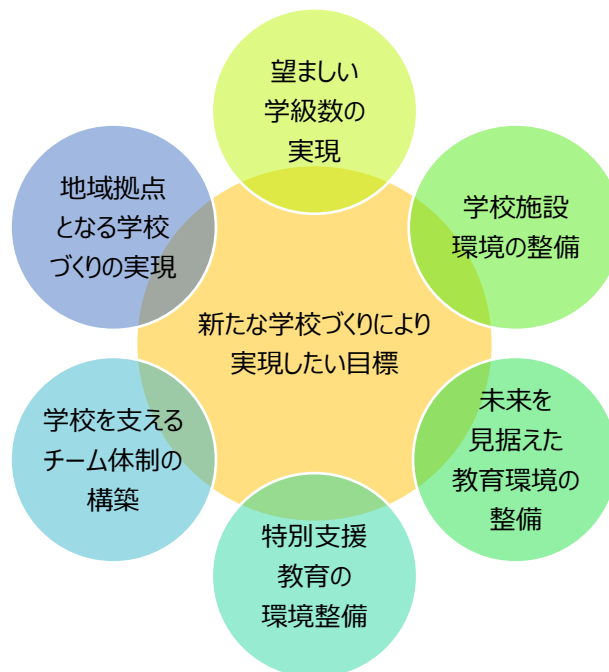 望ましい
学級数の
実現
学校施設
環境の整備
未来を
見据えた
教育環境の
整備
特別支援
教育の
環境整備
学校を支える
チーム体制の
構築
地域拠点
となる学校
づくりの実現
新たな学校づくりにより
実現したい目標